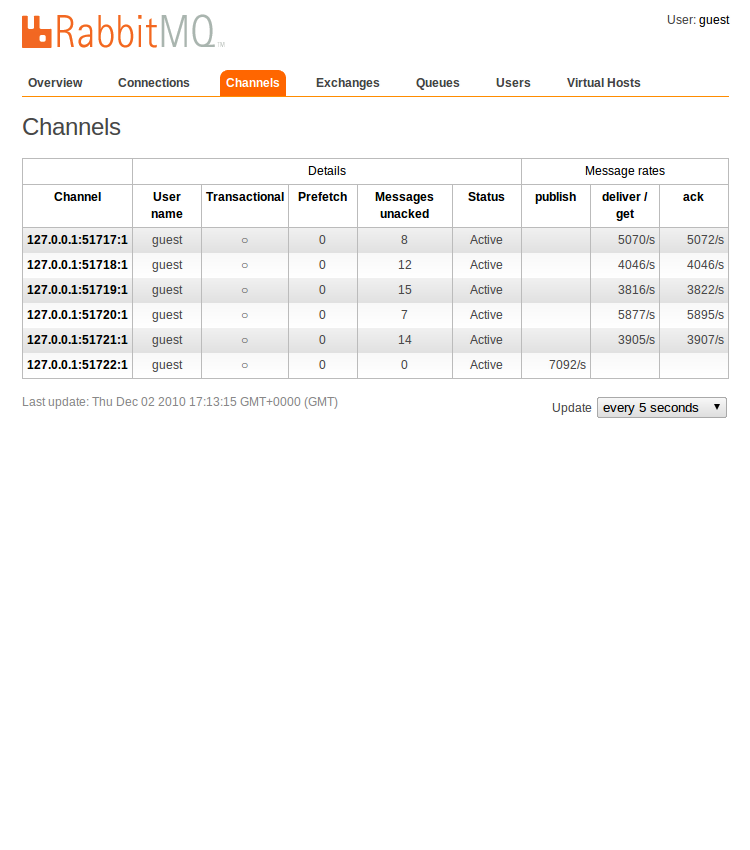 RabbitMQ™
User: guest
Overview Connections Channels Exchanges Queues Users Virtual Hosts
Channels
Details Message rates
Channel User name Transactional Prefetch Messages unacked Status publish deliver / get ack
127.0.0.1:51717:1 guest ○ 0 8 Active 5070/s 5072/s
127.0.0.1:51718:1 guest ○ 0 12 Active 4046/s 4046/s
127.0.0.1:51719:1 guest ○ 0 15 Active 3816/s 3822/s
127.0.0.1:51720:1 guest ○ 0 7 Active 5877/s 5895/s
127.0.0.1:51721:1 guest ○ 0 14 Active 3905/s 3907/s
127.0.0.1:51722:1 guest ○ 0 0 Active 7092/s
Last update: Thu Dec 02 2010 17:13:15 GMT+0000 (GMT)
Update every 5 seconds ▼